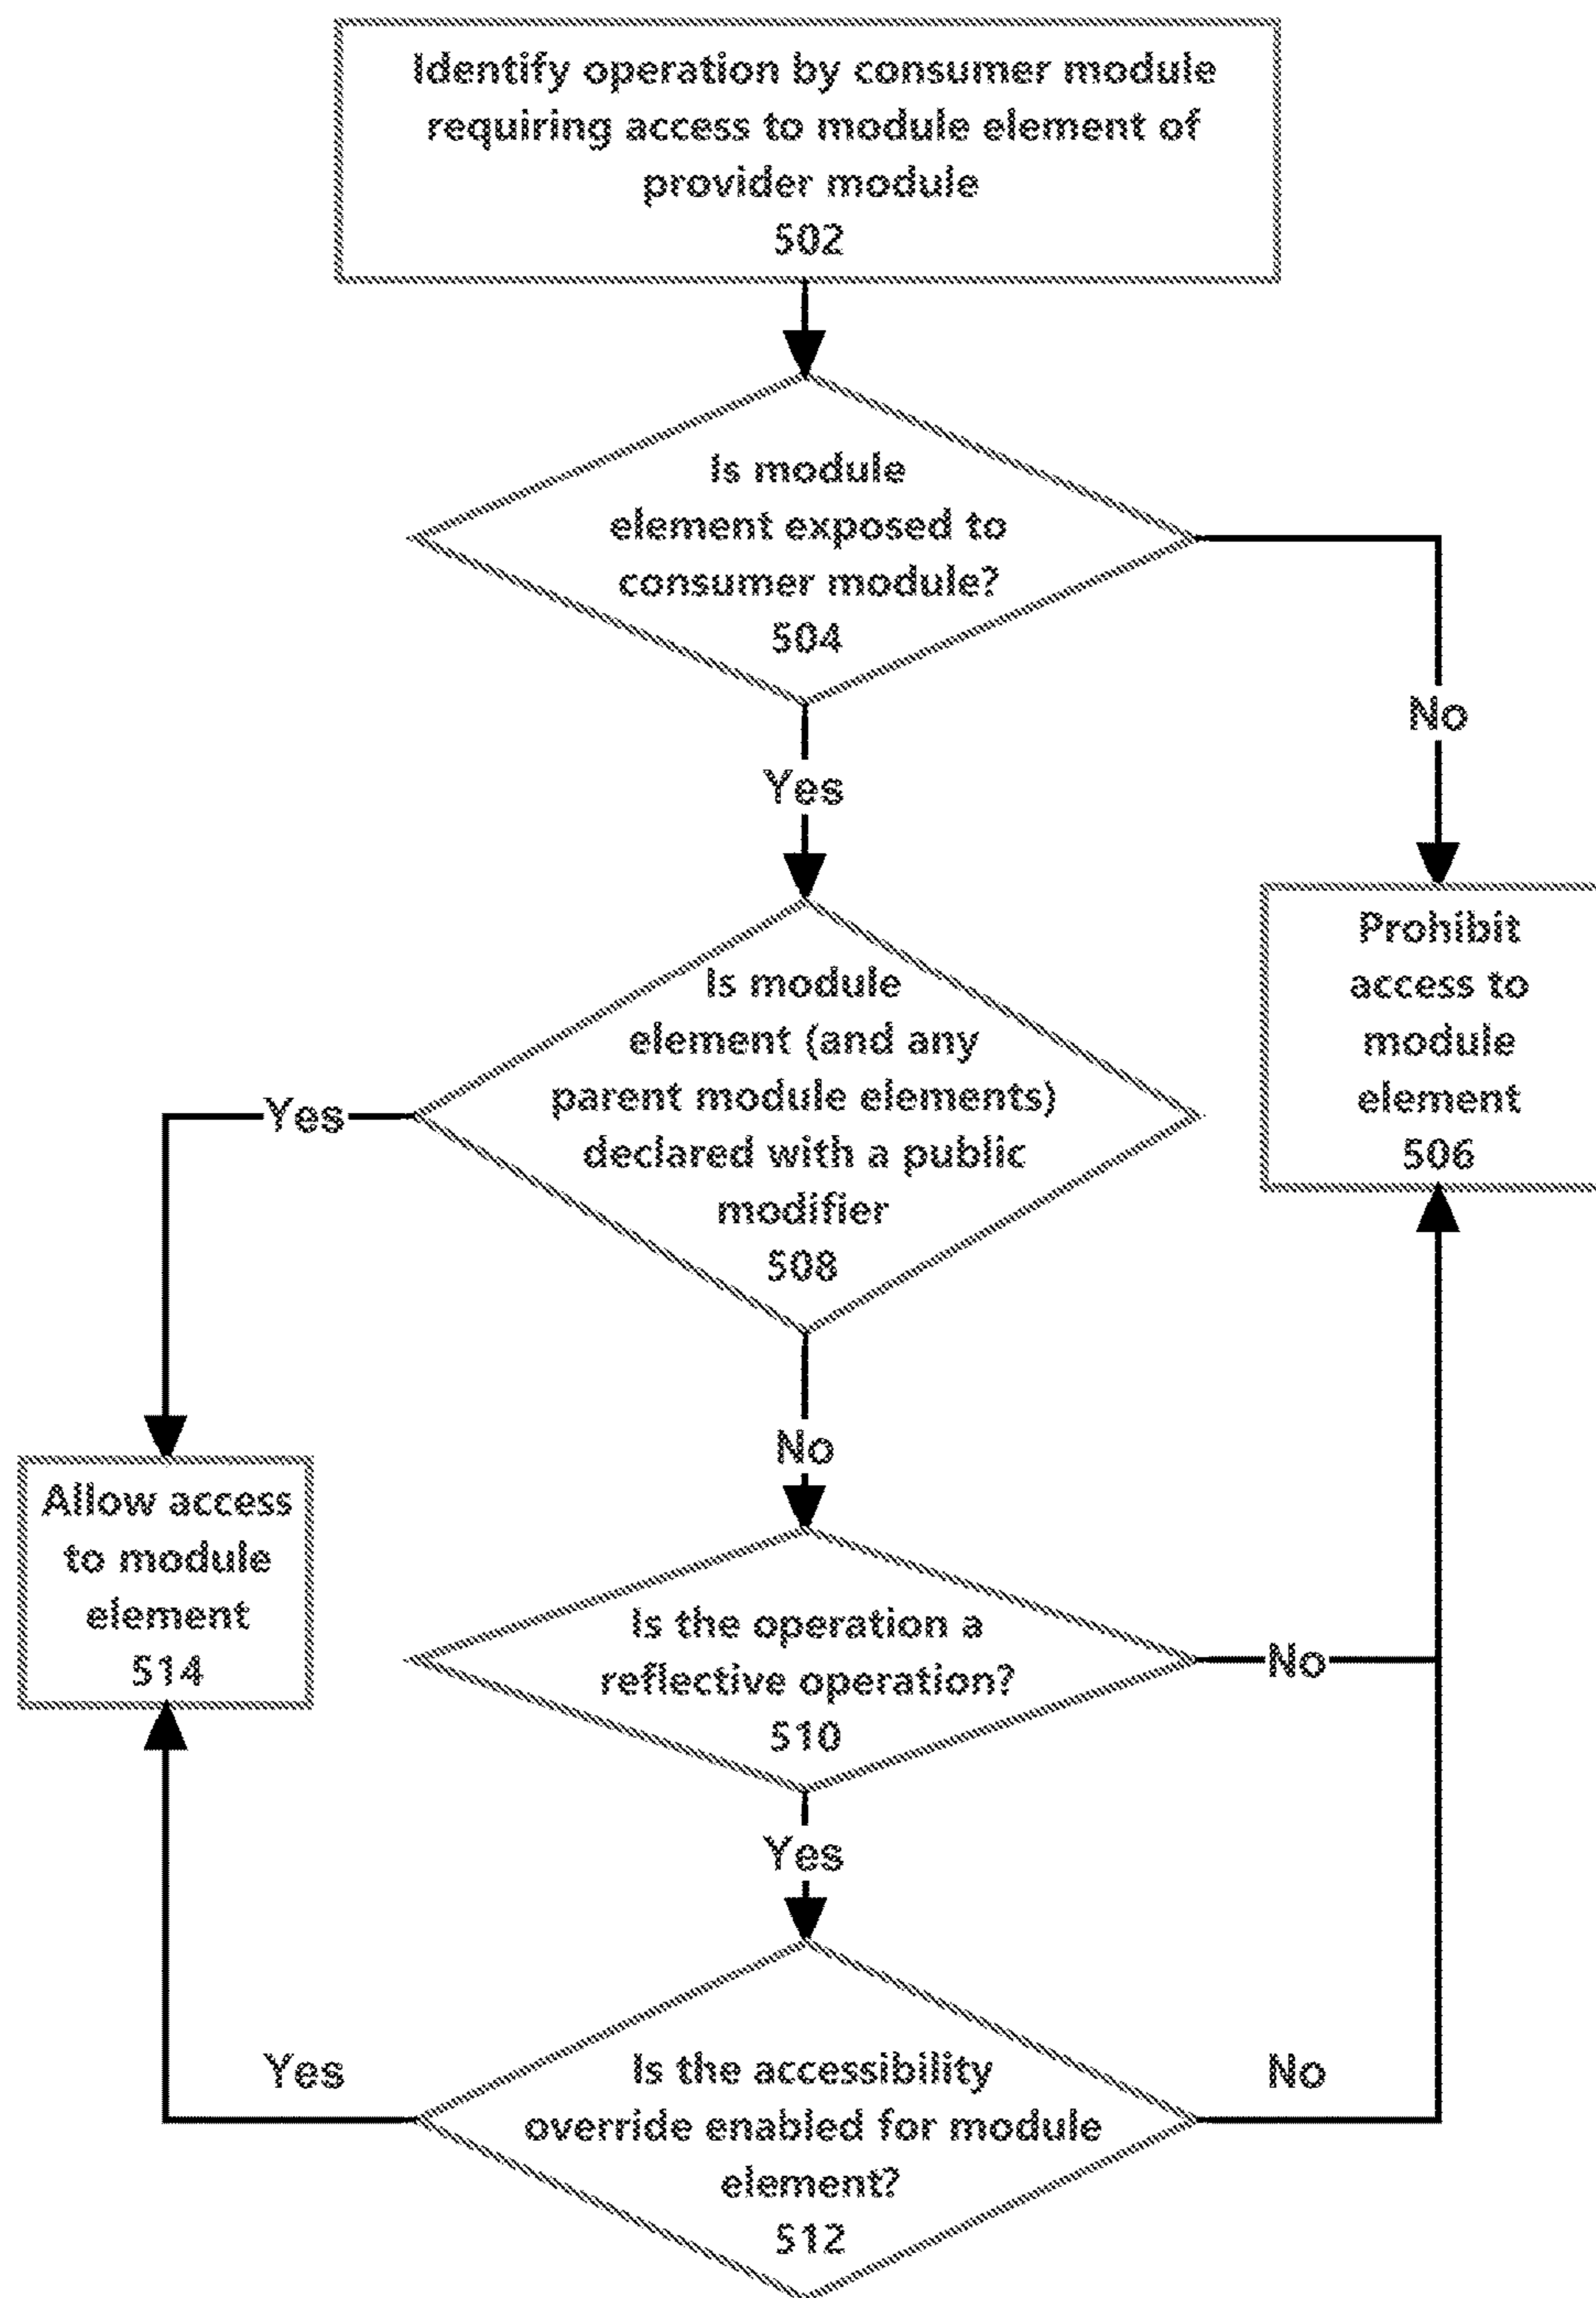 Identify operation by consumer module
requiring access to module element of
provider module
502
Is module
element exposed to
consumer module?
504
No
Yes
Prohibit
access to
module
element
506
Is module
element (and any
parent module elements)
declared with a public
modifier
508
Yes
No
Allow access
to module
element
514
Is the operation a
reflective operation?
510
No
Yes
Is the accessibility
override enabled for module
element?
512
Yes
No